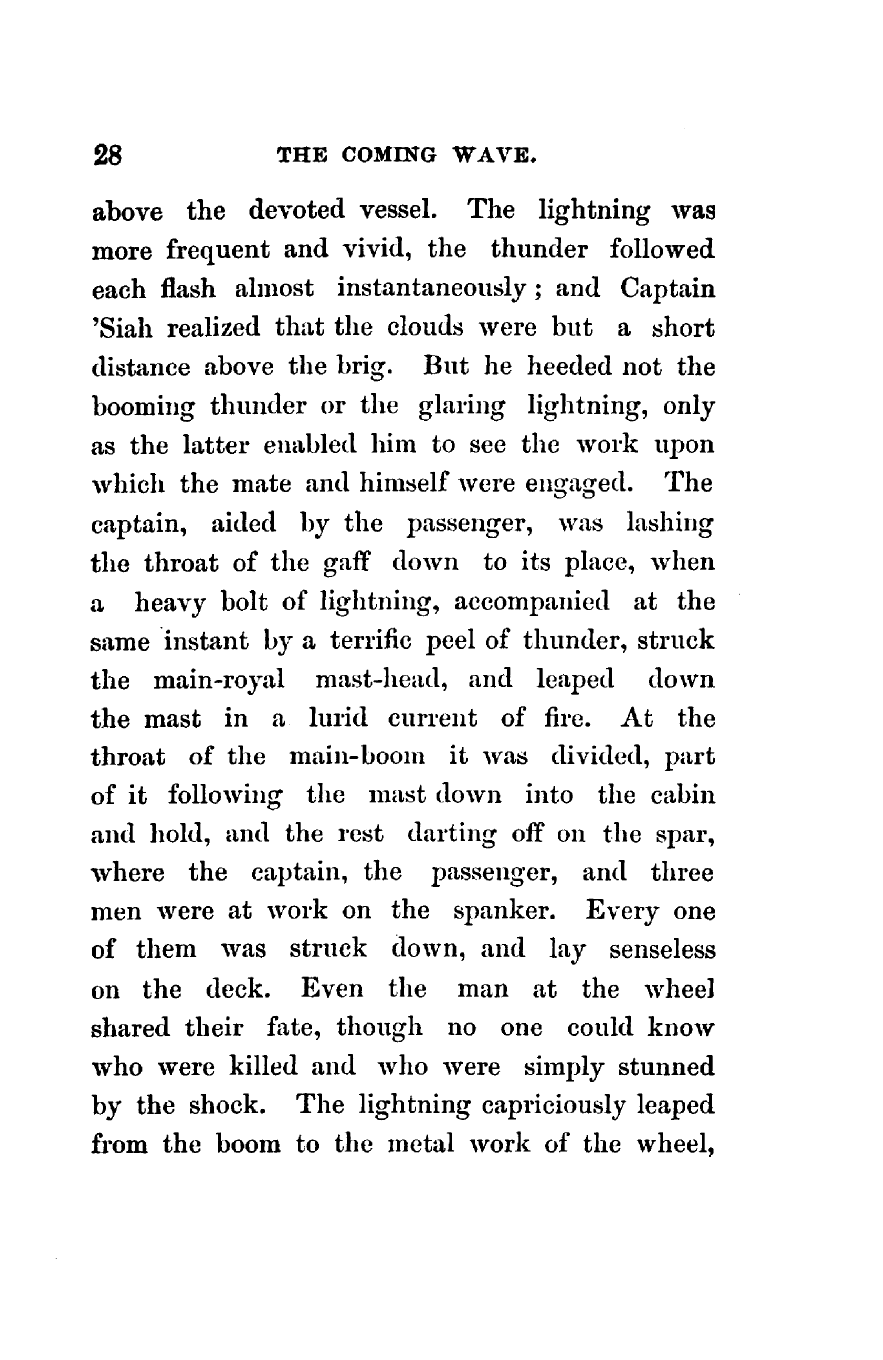 28 THE COMING WAVE.
above the devoted vessel. The lightning was
more frequent and vivid, the thunder followed
each flash almost instantaneously; and Captain
'Siah realized that the clouds were but a short
distance above the brig. But he heeded not the
booming thunder or the glaring lightning, only
as the latter enabled him to see the work upon
which the mate and himself were engaged. The
captain, aided by the passenger, was lashing
the throat of the gaff down to its place, when
a heavy bolt of lightning, accompanied at the
same instant by a terrific peel of thunder, struck
the main-royal mast-head, and leaped down
the mast in a lurid current of fire. At the
throat of the main-boom it was divided, part
of it following the mast down into the cabin
and hold, and the rest darting off on the spar,
where the captain, the passenger, and three
men were at work on the spanker. Every one
of them was struck down, and lay senseless
on the deck. Even the man at the wheel
shared their fate, though no one could know
who were killed and who were simply stunned
by the shock. The lightning capriciously leaped
from the boom to the metal work of the wheel,